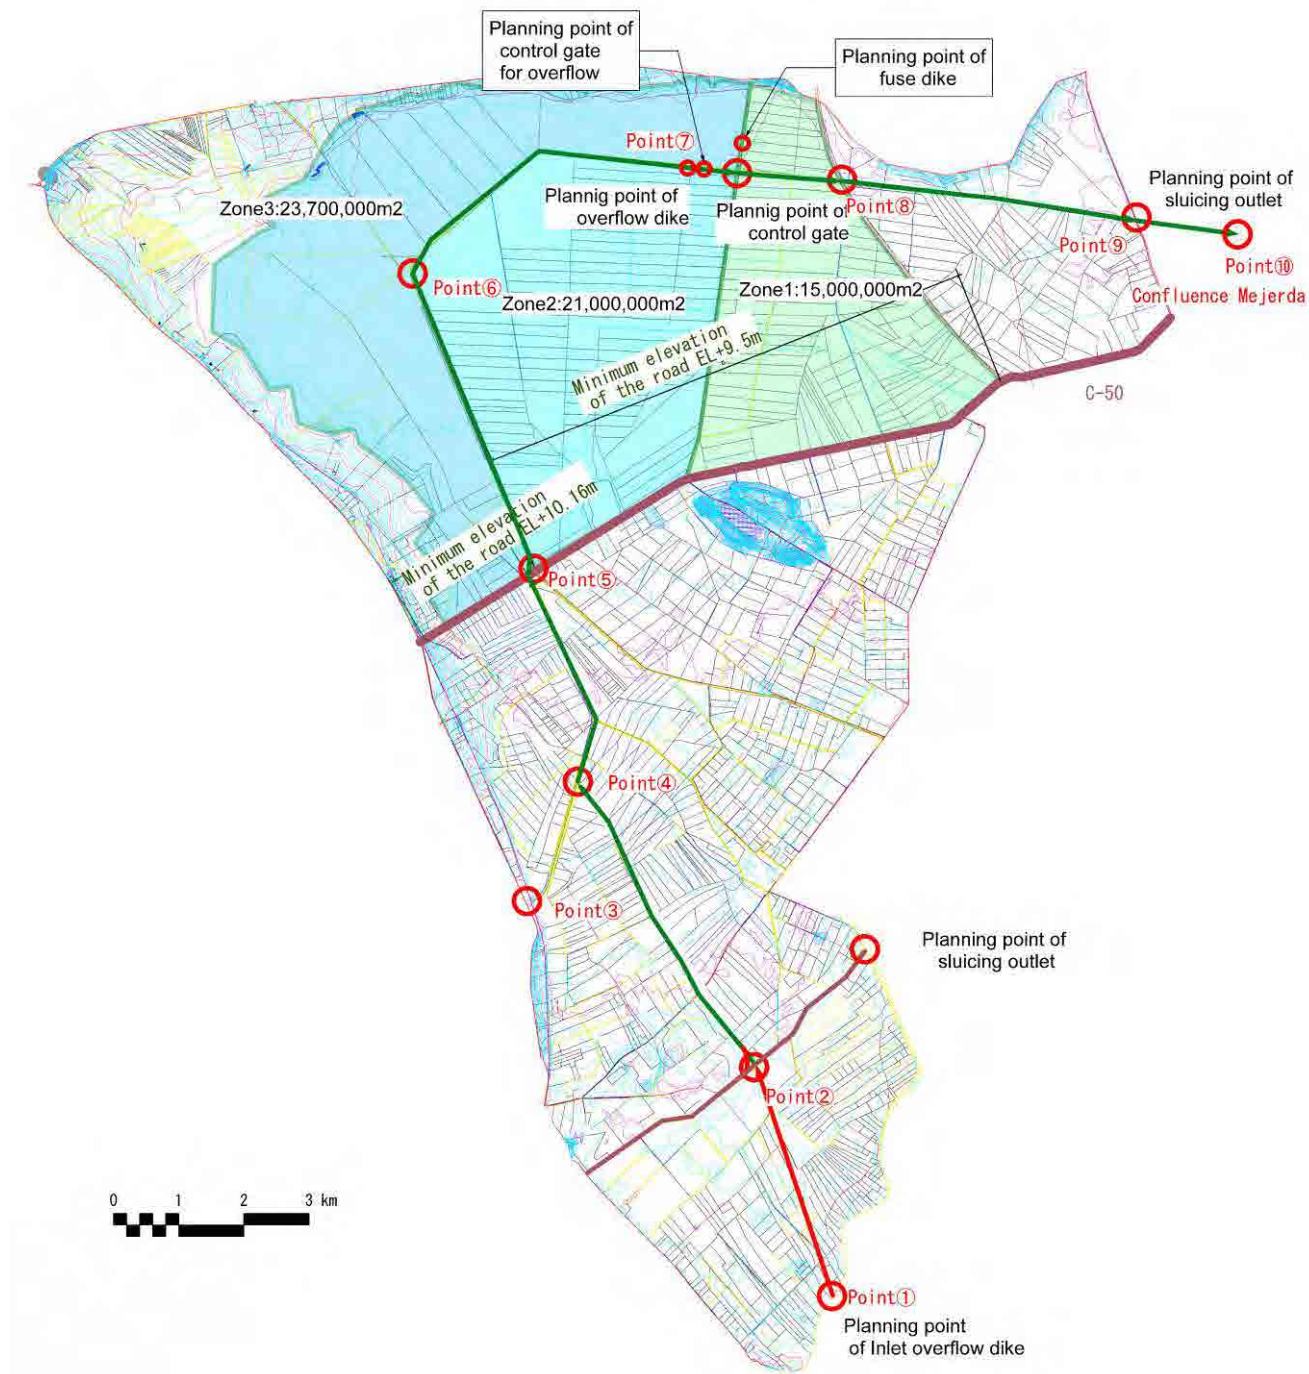 Planning point of
control gate
for overflow
Planning point of
fuse dike
Point⑦
Zone3:23,700,000m2
Plannig point of
overflow dike
Plannig point of
control gate
Point⑧
Planning point of
sluicing outlet
Point⑨
Point⑩
Confluence Mejerda
Point⑥
Zone2:21,000,000m2
Zone1:15,000,000m2
Minimum elevation
of the road EL+9.5m
C-50
Minimum elevation
of the road EL+10.16m
Point⑤
Point④
Point③
Planning point of
sluicing outlet
Point②
0 1 2 3 km
Point①
Planning point
of Inlet overflow dike